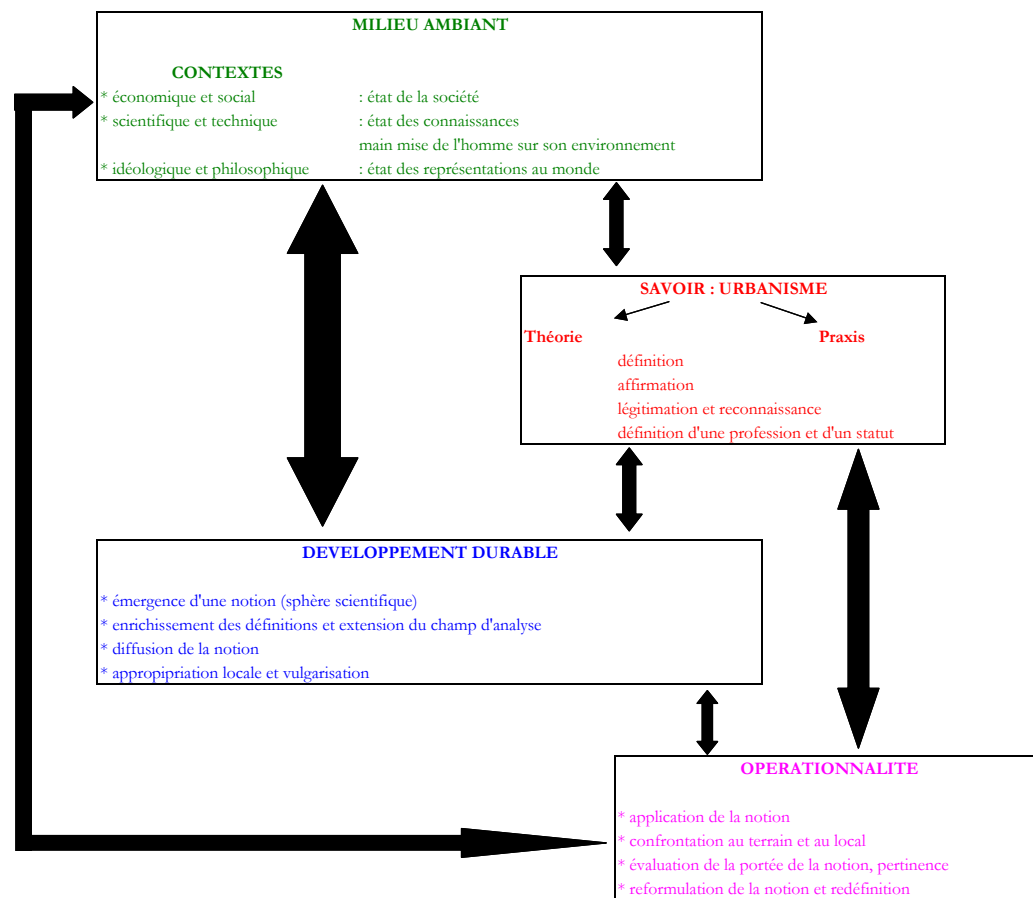 MILIEU AMBIANT
CONTEXTES
* économique et social : état de la société
* scientifique et technique : état des connaissances
main mise de l'homme sur son environnement
* idéologique et philosophique : état des représentations au monde
SAVOIR : URBANISME
Théorie Praxis
définition
affirmation
légitimation et reconnaissance
définition d'une profession et d'un statut
DEVELOPPEMENT DURABLE
* émergence d'une notion (sphère scientifique)
* enrichissement des définitions et extension du champ d'analyse
* diffusion de la notion
* appropipriation locale et vulgarisation
OPERATIONNALITE
* application de la notion
* confrontation au terrain et au local
* évaluation de la portée de la notion, pertinence
* reformulation de la notion et redéfinition